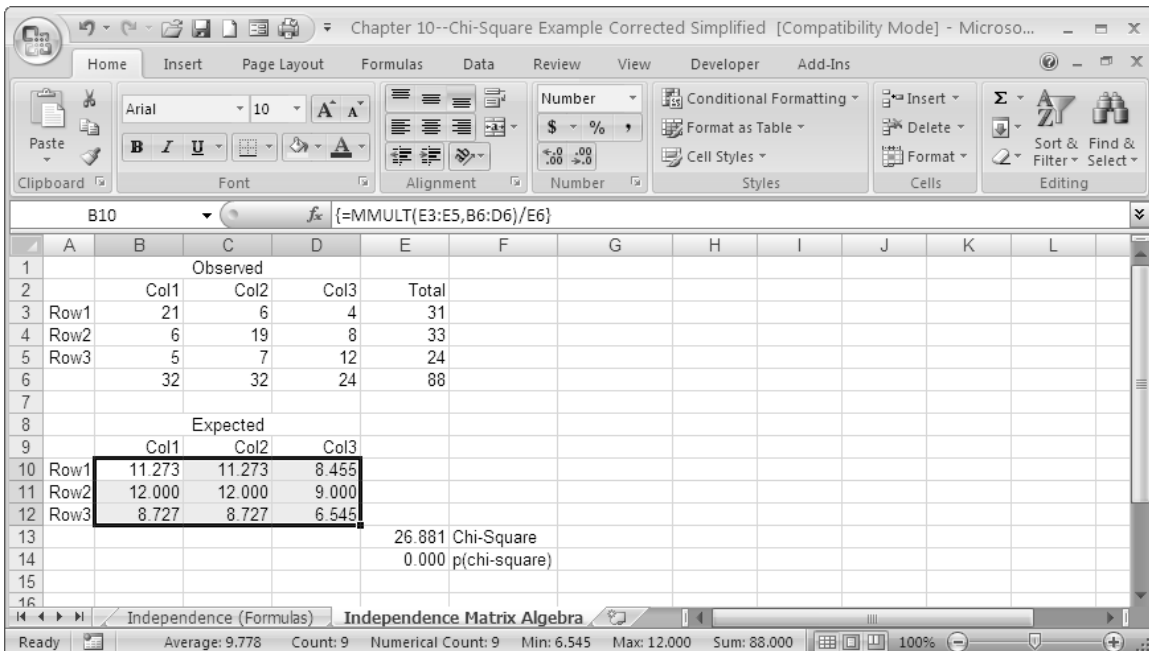 Chapter 10--Chi-Square Example Corrected Simplified [Compatibility Mode] - Microso...
Home Insert Page Layout Formulas Data Review View Developer Add-Ins
Paste
Clipboard
Arial 10 A A
B I U A
Font
Alignment
Number
$ % ,
.00 .00
Number
Conditional Formatting
Format as Table
Cell Styles
Styles
Insert
Delete
Format
Cells
Σ
Sort & Filter
Find & Select
Editing
B10 fx {=MMULT(E3:E5,B6:D6)/E6}
A B C D E F G H I J K L
1 Observed
2 Col1 Col2 Col3 Total
3 Row1 21 6 4 31
4 Row2 6 19 8 33
5 Row3 5 7 12 24
6 32 32 24 88
7
8 Expected
9 Col1 Col2 Col3
10 Row1 11.273 11.273 8.455
11 Row2 12.000 12.000 9.000
12 Row3 8.727 8.727 6.545
13 26.881 Chi-Square
14 0.000 p(chi-square)
15
16
Independence (Formulas) Independence Matrix Algebra
Ready Average: 9.778 Count: 9 Numerical Count: 9 Min: 6.545 Max: 12.000 Sum: 88.000 100%